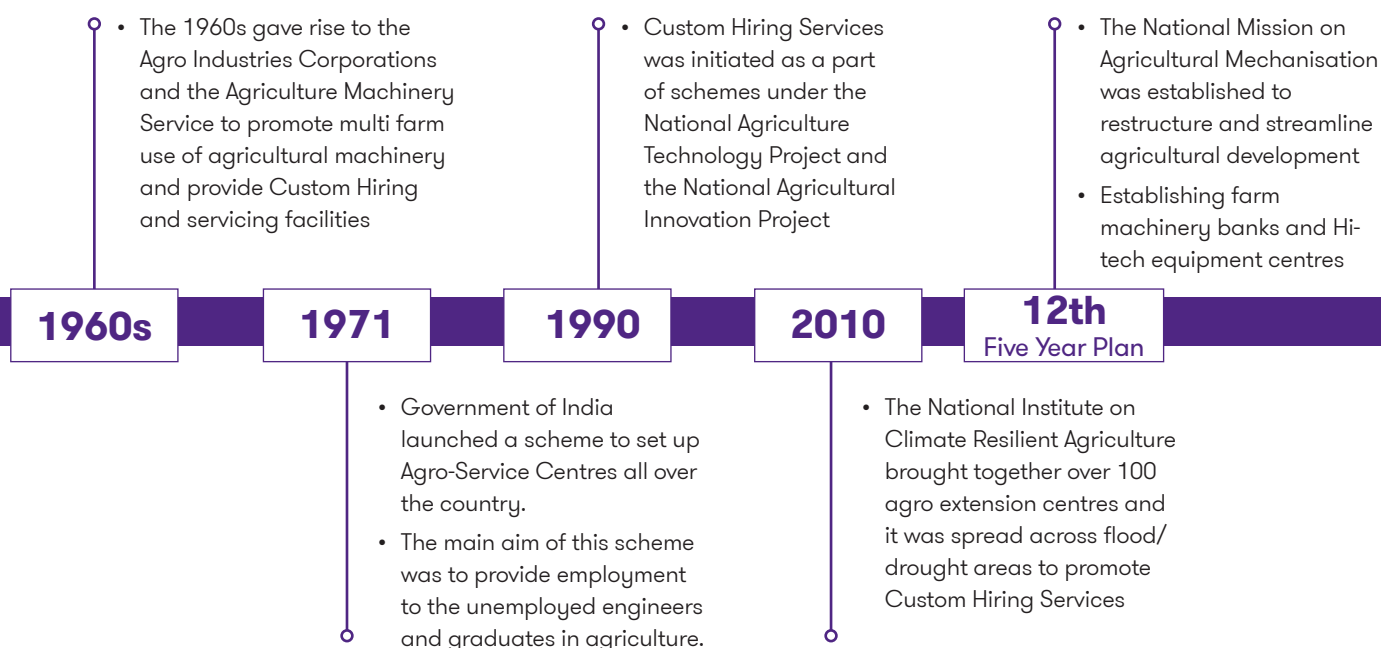 • The 1960s gave rise to the
Agro Industries Corporations
and the Agriculture Machinery
Service to promote multi farm
use of agricultural machinery
and provide Custom Hiring
and servicing facilities
• Custom Hiring Services
was initiated as a part
of schemes under the
National Agriculture
Technology Project and
the National Agricultural
Innovation Project
• The National Mission on
Agricultural Mechanisation
was established to
restructure and streamline
agricultural development
• Establishing farm
machinery banks and Hi-
tech equipment centres
1960s
1971
1990
2010
12th
Five Year Plan
• Government of India
launched a scheme to set up
Agro-Service Centres all over
the country.
• The main aim of this scheme
was to provide employment
to the unemployed engineers
and graduates in agriculture.
• The National Institute on
Climate Resilient Agriculture
brought together over 100
agro extension centres and
it was spread across flood/
drought areas to promote
Custom Hiring Services